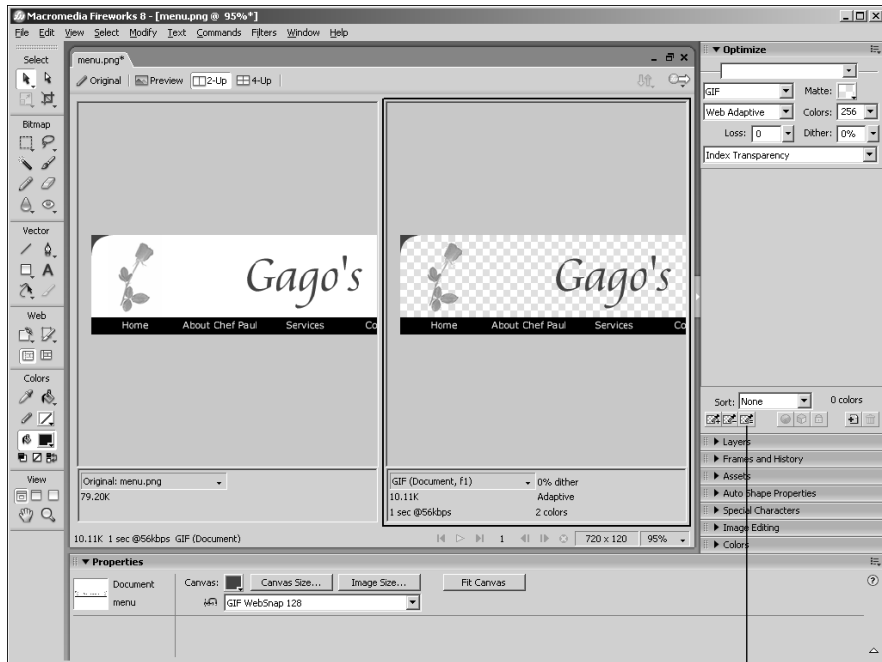 Macromedia Fireworks 8 - [menu.png @ 95%*]
File Edit View Select Modify Text Commands Filters Window Help
Select
Bitmap
Vector
A
Web
Colors
View
menu.png*
Original Preview 2-Up 4-Up
Gago's
Home About Chef Paul Services Co
Gago's
Home About Chef Paul Services Co
Original: menu.png
79.20K
GIF (Document, f1) 0% dither
10.11K Adaptive
1 sec @56kbps 2 colors
10.11K 1 sec @56kbps GIF (Document) 1 720 x 120 95%
Optimize
GIF Matte:
Web Adaptive Colors: 256
Loss: 0 Dither: 0%
Index Transparency
Sort: None 0 colors
Layers
Frames and History
Assets
Auto Shape Properties
Special Characters
Image Editing
Colors
Properties
Document Canvas: Canvas Size... Image Size... Fit Canvas
menu GIF WebSnap 128
?